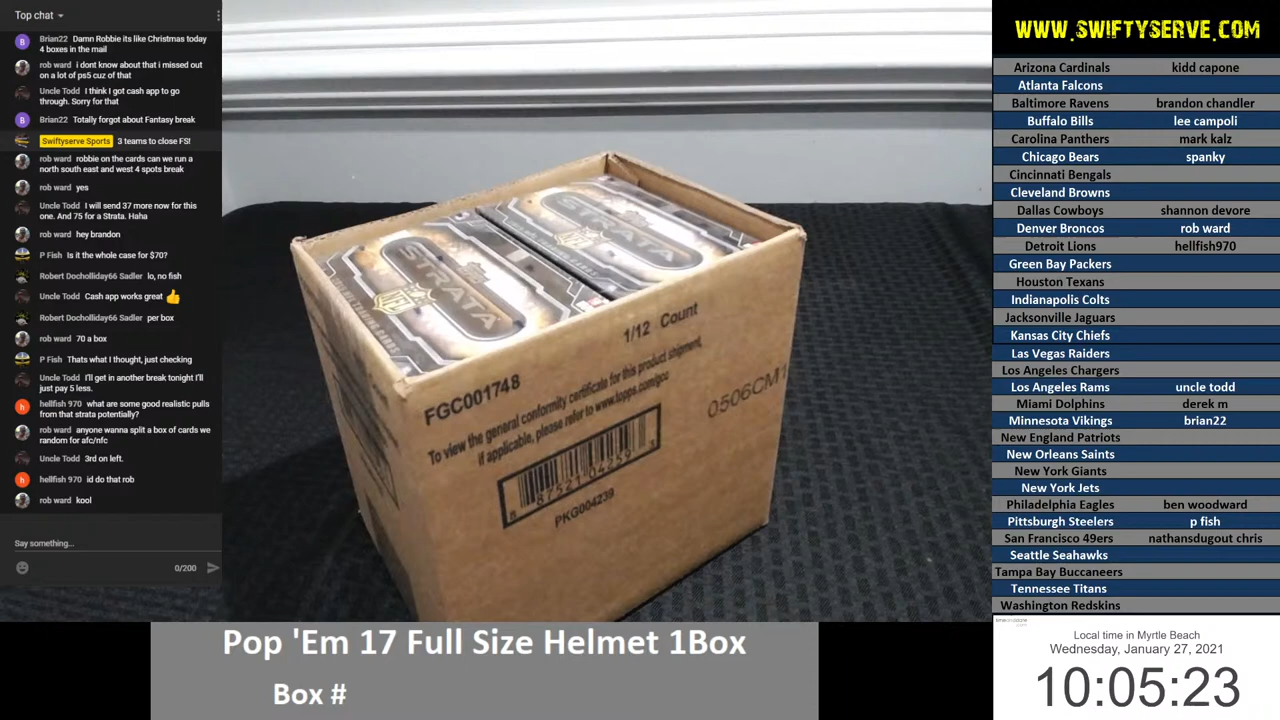 Top chat
Brian22 Damn Robbie its like Christmas today
4 boxes in the mail
rob ward i dont know about that i missed out
on a lot of ps5 cuz of that
Uncle Todd I think I got cash app to go
through. Sorry for that
Brian22 Totally forgot about Fantasy break
Swiftyserve Sports 3 teams to close FS!
rob ward robbie on the cards can we run a
north south east and west 4 spots break
rob ward yes
Uncle Todd I will send 37 more now for this
one. And 75 for a Strata. Haha
rob ward hey brandon
P Fish Is it the whole case for $70?
Robert Docholliday66 Sadler lo, no fish
Uncle Todd Cash app works great 👍
Robert Docholliday66 Sadler per box
rob ward 70 a box
P Fish Thats what I thought, just checking
Uncle Todd I'll get in another break tonight I'll
just pay 5 less.
hellfish 970 what are some good realistic pulls
from that strata potentially?
rob ward anyone wanna split a box of cards we
random for afc/nfc
Uncle Todd 3rd on left.
hellfish 970 id do that rob
rob ward kool
Say something...
0/200
STRATA
NFL
STRATA
NFL
1/12 Count
FGC001748
To view the general conformity certificate for this product shipment,
if applicable, please refer to www.topps.com/gcc
0506CM1
8 87521 04229 3
PKG004239
Pop 'Em 17 Full Size Helmet 1Box
Box #
WWW.SWIFTYSERVE.COM
Arizona Cardinals kidd capone
Atlanta Falcons
Baltimore Ravens brandon chandler
Buffalo Bills lee campoli
Carolina Panthers mark kalz
Chicago Bears spanky
Cincinnati Bengals
Cleveland Browns
Dallas Cowboys shannon devore
Denver Broncos rob ward
Detroit Lions hellfish970
Green Bay Packers
Houston Texans
Indianapolis Colts
Jacksonville Jaguars
Kansas City Chiefs
Las Vegas Raiders
Los Angeles Chargers
Los Angeles Rams uncle todd
Miami Dolphins derek m
Minnesota Vikings brian22
New England Patriots
New Orleans Saints
New York Giants
New York Jets
Philadelphia Eagles ben woodward
Pittsburgh Steelers p fish
San Francisco 49ers nathansdugout chris
Seattle Seahawks
Tampa Bay Buccaneers
Tennessee Titans
Washington Redskins
Local time in Myrtle Beach
Wednesday, January 27, 2021
10:05:23